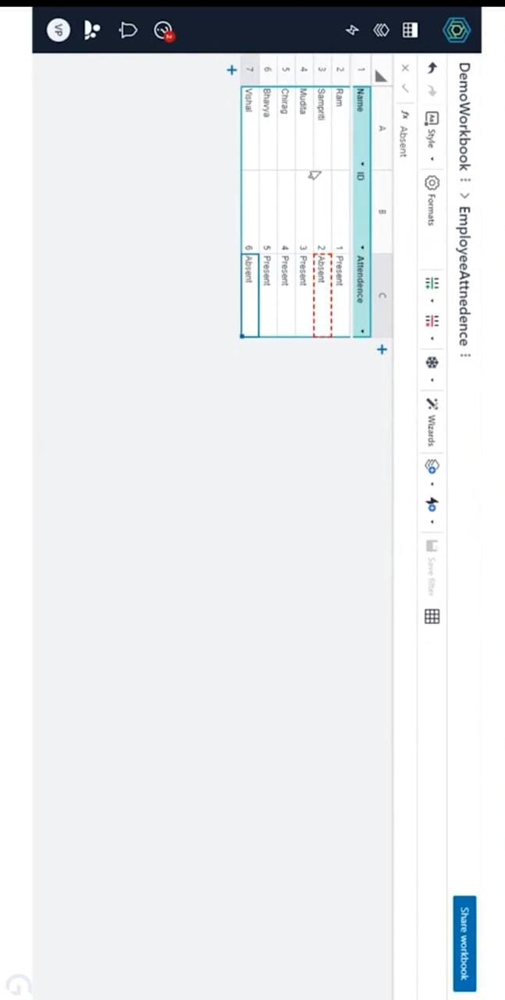 DemoWorkbook > EmployeeAttnedence
Style Formats Wizards Save filter
Share workbook
fx Absent
A B C
1 Name ID Attendence
2 Ram 1 Present
3 Sampriti 2 Absent
4 Mudita 3 Present
5 Chirag 4 Present
6 Bhavya 5 Present
7 Vishal 6 Absent
2
VP
G